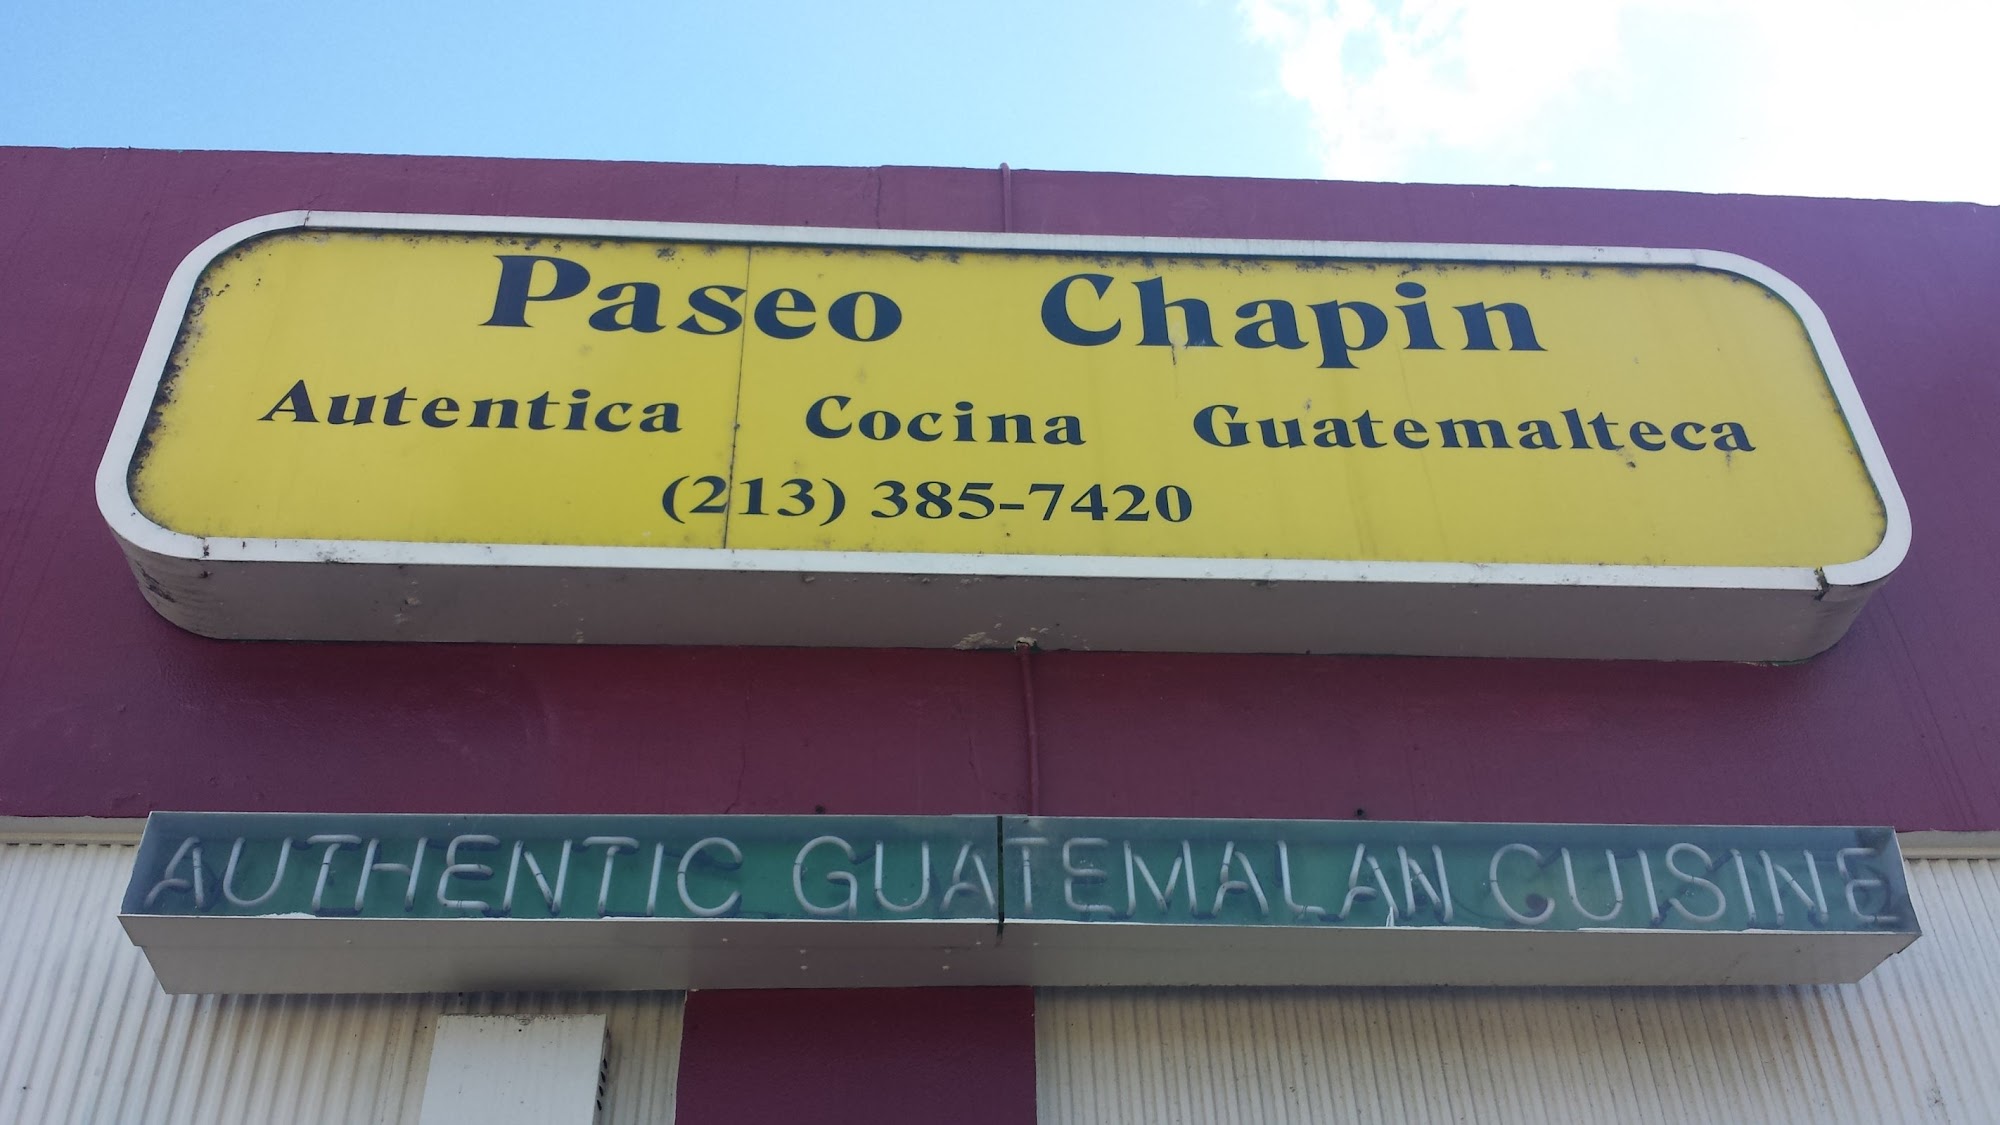 Paseo Chapin
Autentica Cocina Guatemalteca
(213) 385-7420
AUTHENTIC GUATEMALAN CUISINE